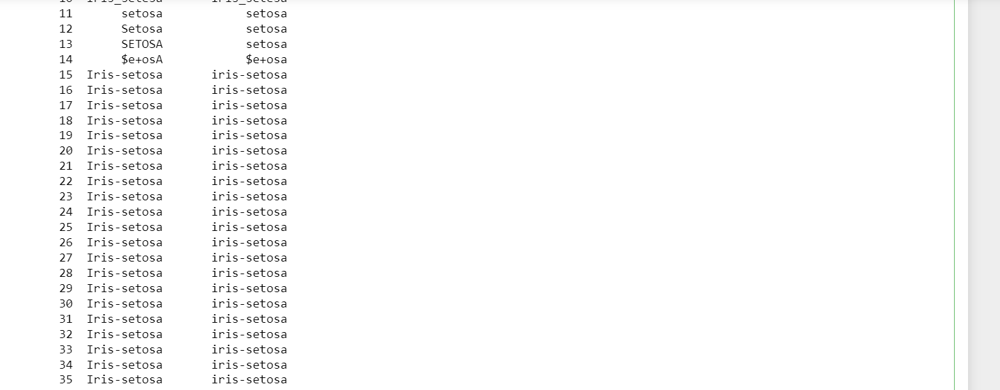 11 setosa setosa
12 Setosa setosa
13 SETOSA setosa
14 $e+osA $e+osa
15 Iris-setosa iris-setosa
16 Iris-setosa iris-setosa
17 Iris-setosa iris-setosa
18 Iris-setosa iris-setosa
19 Iris-setosa iris-setosa
20 Iris-setosa iris-setosa
21 Iris-setosa iris-setosa
22 Iris-setosa iris-setosa
23 Iris-setosa iris-setosa
24 Iris-setosa iris-setosa
25 Iris-setosa iris-setosa
26 Iris-setosa iris-setosa
27 Iris-setosa iris-setosa
28 Iris-setosa iris-setosa
29 Iris-setosa iris-setosa
30 Iris-setosa iris-setosa
31 Iris-setosa iris-setosa
32 Iris-setosa iris-setosa
33 Iris-setosa iris-setosa
34 Iris-setosa iris-setosa
35 Iris-setosa iris-setosa